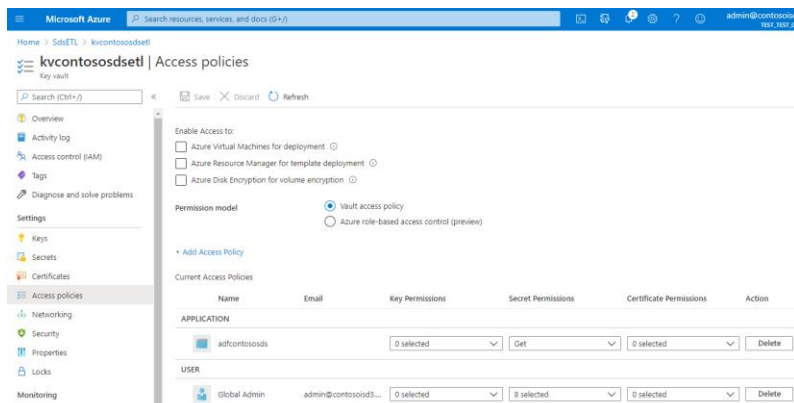 Microsoft Azure
Search resources, services, and docs (G+/)
admin@contosoisd
Home > SdsETL > kvcontososdsetl
kvcontososdsetl | Access policies
Key vault
Search (Ctrl+/)
Save Discard Refresh
Overview
Activity log
Access control (IAM)
Tags
Diagnose and solve problems
Settings
Keys
Secrets
Certificates
Access policies
Networking
Security
Properties
Locks
Monitoring
Enable Access to:
Azure Virtual Machines for deployment
Azure Resource Manager for template deployment
Azure Disk Encryption for volume encryption
Permission model
Vault access policy
Azure role-based access control (preview)
+ Add Access Policy
Current Access Policies
Name Email Key Permissions Secret Permissions Certificate Permissions Action
APPLICATION
adfcontososds 0 selected Get 0 selected Delete
USER
Global Admin admin@contosoisd3.... 0 selected 8 selected 0 selected Delete